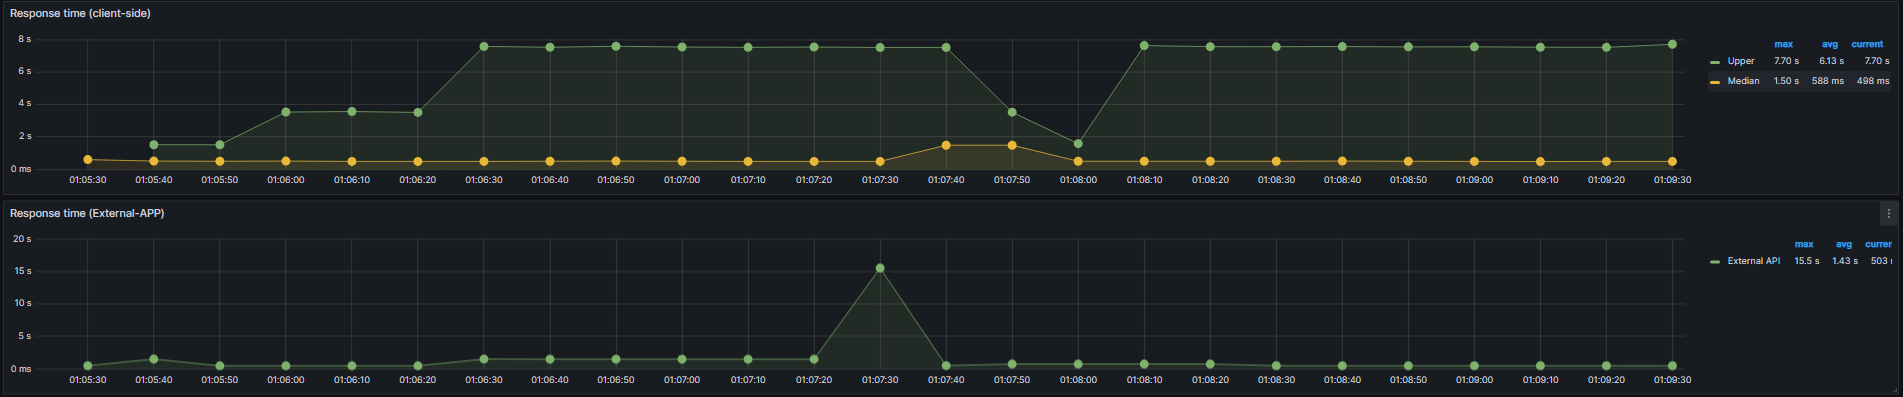 Response time (client-side)
8 s
6 s
4 s
2 s
0 ms
01:05:30 01:05:40 01:05:50 01:06:00 01:06:10 01:06:20 01:06:30 01:06:40 01:06:50 01:07:00 01:07:10 01:07:20 01:07:30 01:07:40 01:07:50 01:08:00 01:08:10 01:08:20 01:08:30 01:08:40 01:08:50 01:09:00 01:09:10 01:09:20 01:09:30
max avg current
Upper 7.70 s 6.13 s 7.70 s
Median 1.50 s 588 ms 498 ms
Response time (External-APP)
20 s
15 s
10 s
5 s
0 ms
01:05:30 01:05:40 01:05:50 01:06:00 01:06:10 01:06:20 01:06:30 01:06:40 01:06:50 01:07:00 01:07:10 01:07:20 01:07:30 01:07:40 01:07:50 01:08:00 01:08:10 01:08:20 01:08:30 01:08:40 01:08:50 01:09:00 01:09:10 01:09:20 01:09:30
max avg curren
External API 15.5 s 1.43 s 503